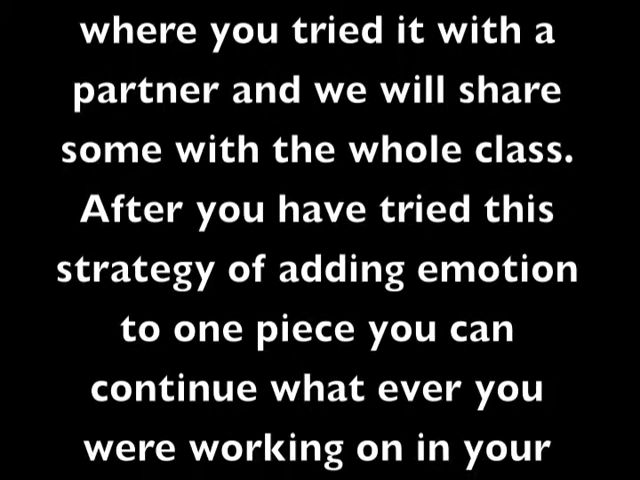 where you tried it with a
partner and we will share
some with the whole class.
After you have tried this
strategy of adding emotion
to one piece you can
continue what ever you
were working on in your